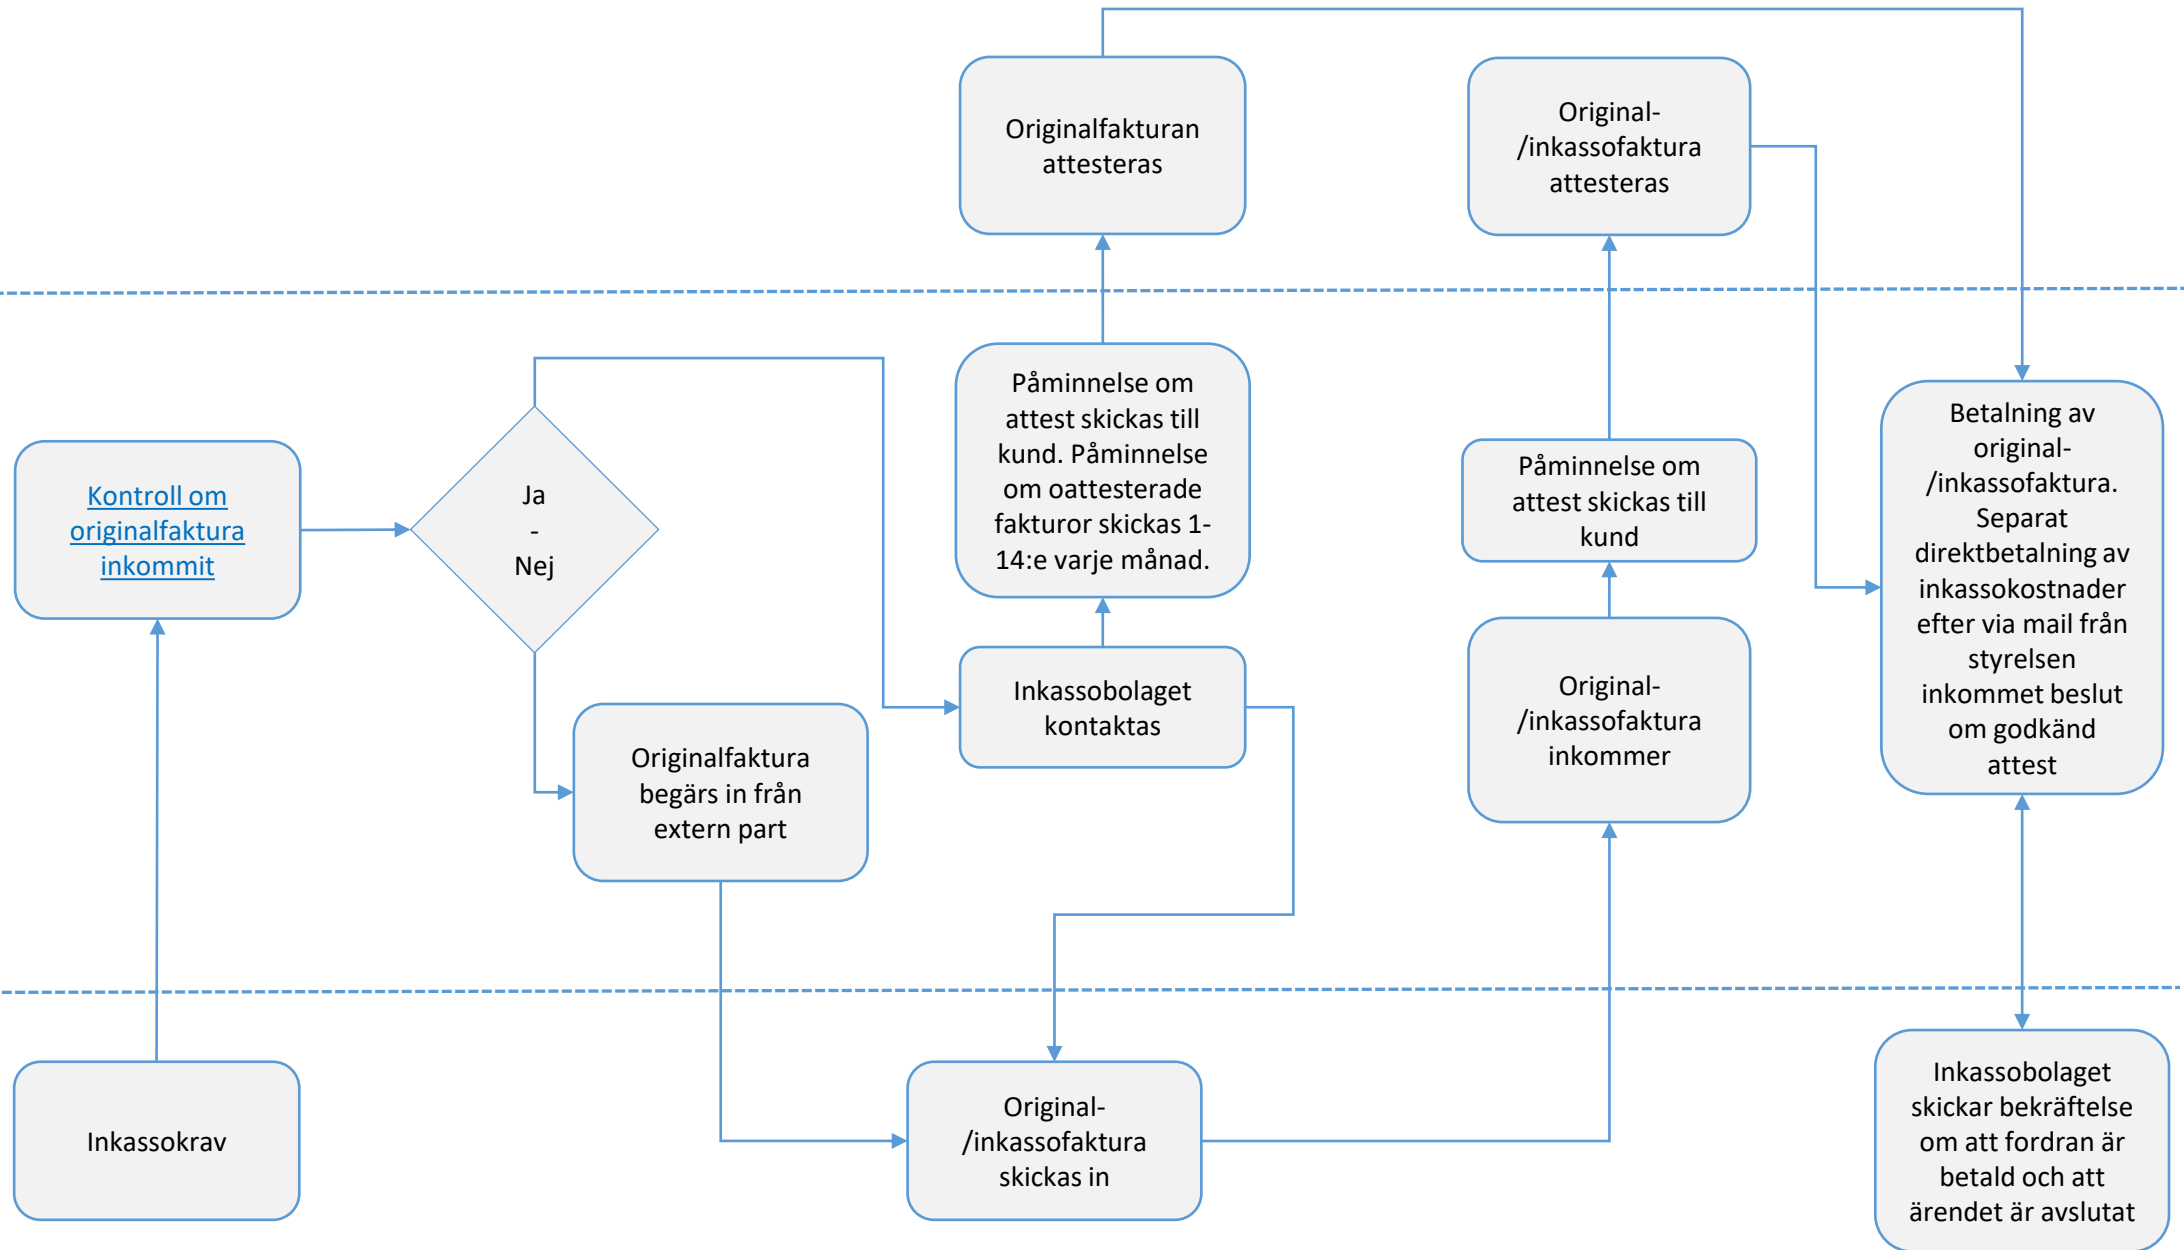 Originalfakturan
attesteras
Original-
/inkassofaktura
attesteras
Kontroll om
originalfaktura
inkommit
Ja
-
Nej
Påminnelse om
attest skickas till
kund. Påminnelse
om oattesterade
fakturor skickas 1-
14:e varje månad.
Påminnelse om
attest skickas till
kund
Betalning av
original-
/inkassofaktura.
Separat
direktbetalning av
inkassokostnader
efter via mail från
styrelsen
inkommet beslut
om godkänd
attest
Originalfaktura
begärs in från
extern part
Inkassobolaget
kontaktas
Original-
/inkassofaktura
inkommer
Inkassokrav
Original-
/inkassofaktura
skickas in
Inkassobolaget
skickar bekräftelse
om att fordran är
betald och att
ärendet är avslutat